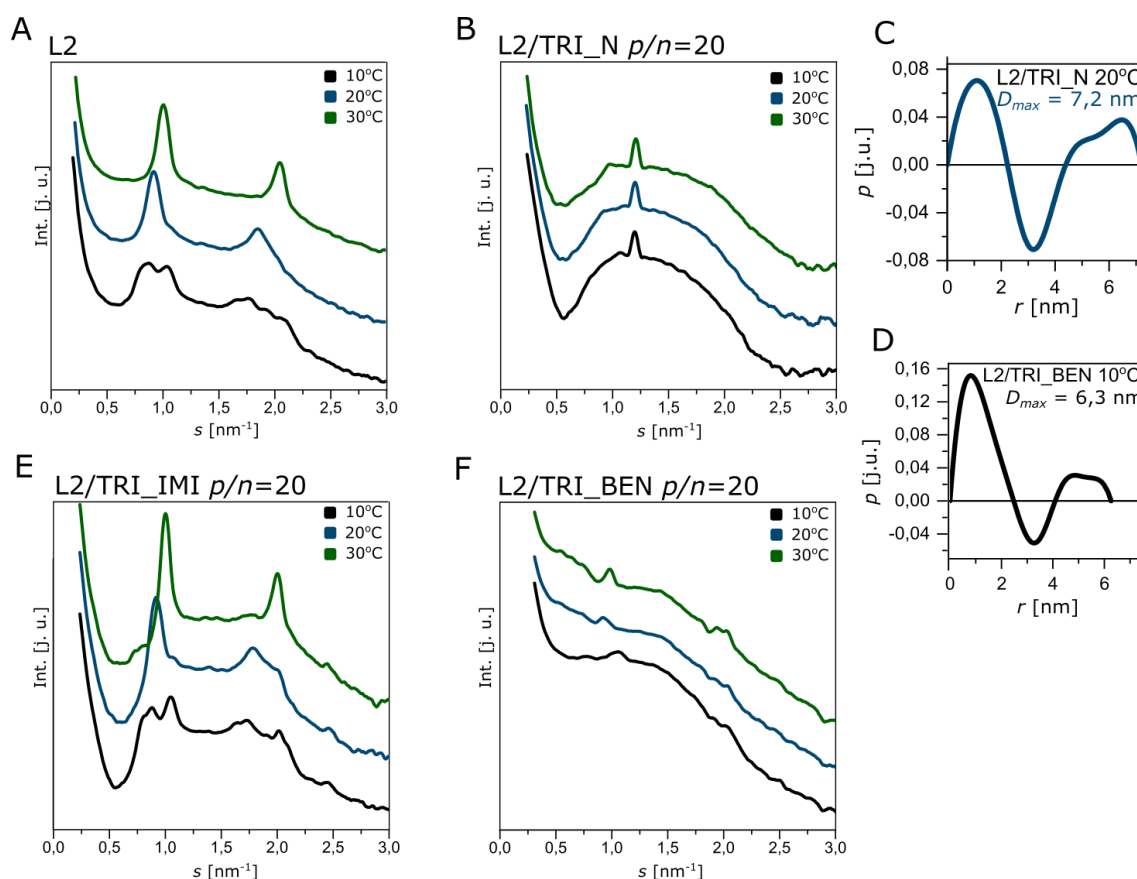 A
L2
10ºC
20ºC
30ºC
Int. [j. u.]
0,0 0,5 1,0 1,5 2,0 2,5 3,0
s [nm⁻¹]
B
L2/TRI_N p/n=20
10ºC
20ºC
30ºC
Int. [j. u.]
0,0 0,5 1,0 1,5 2,0 2,5 3,0
s [nm⁻¹]
C
L2/TRI_N 20ºC
Dmax = 7,2 nm
0,08
0,04
0,00
-0,04
-0,08
p [j.u.]
0 2 4 6
r [nm]
D
L2/TRI_BEN 10ºC
Dmax = 6,3 nm
0,16
0,12
0,08
0,04
0,00
-0,04
p [j.u.]
0 2 4 6
r [nm]
E
L2/TRI_IMI p/n=20
10ºC
20ºC
30ºC
Int. [j. u.]
0,0 0,5 1,0 1,5 2,0 2,5 3,0
s [nm⁻¹]
F
L2/TRI_BEN p/n=20
10ºC
20ºC
30ºC
Int. [j. u.]
0,0 0,5 1,0 1,5 2,0 2,5 3,0
s [nm⁻¹]